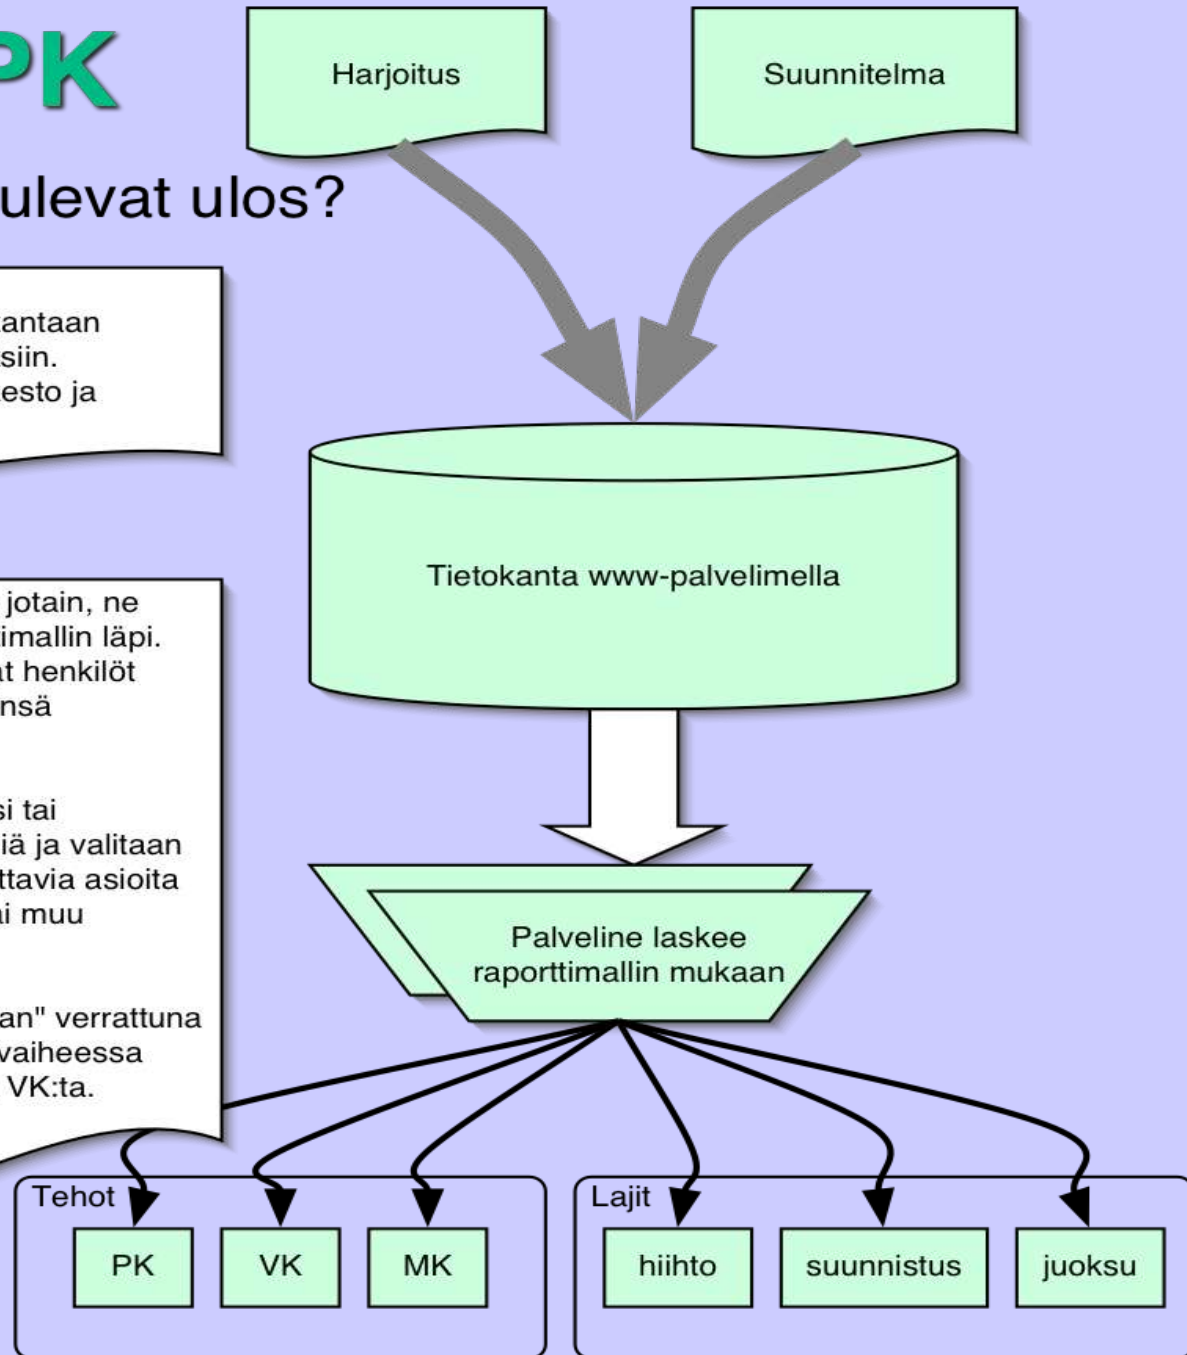 PK
Harjoitus
Suunnitelma
ulevat ulos?
antaan
siin.
esto ja
Tietokanta www-palvelimella
jotain, ne
imallin läpi.
at henkilöt
nsä
si tai
iä ja valitaan
ttavia asioita
ai muu
an" verrattuna
vaiheessa
VK:ta.
Palveline laskee
raporttimallin mukaan
Tehot
PK
VK
MK
Lajit
hiihto
suunnistus
juoksu